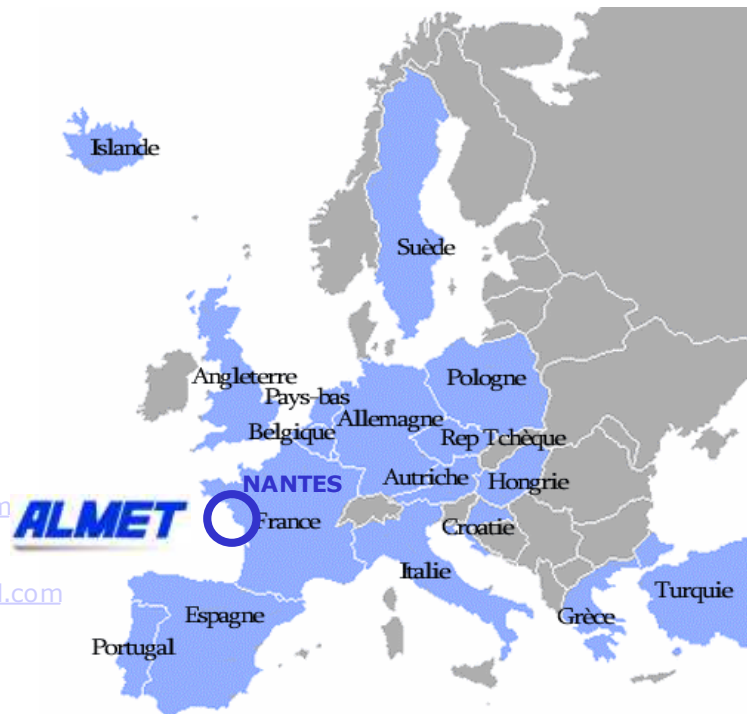 Islande
Suède
Angleterre
Pays-bas
Pologne
Allemagne
Belgique
Rep Tchèque
Autriche
Hongrie
NANTES
ALMET
France
Croatie
Italie
Espagne
Turquie
Grèce
Portugal
l.com